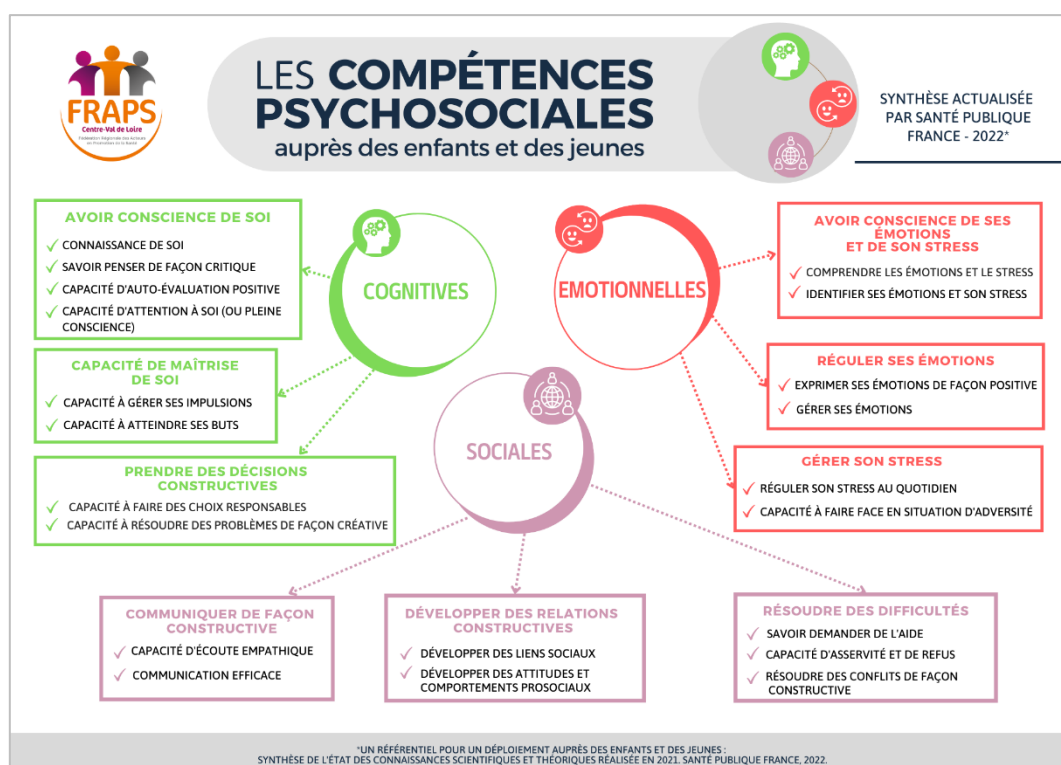 FRAPS
Centre-Val de Loire
Fédération Régionale des Acteurs
en Promotion de la Santé
LES COMPÉTENCES
PSYCHOSOCIALES
auprès des enfants et des jeunes
SYNTHÈSE ACTUALISÉE
PAR SANTÉ PUBLIQUE
FRANCE - 2022*
AVOIR CONSCIENCE DE SOI
CONNAISSANCE DE SOI
SAVOIR PENSER DE FAÇON CRITIQUE
CAPACITÉ D'AUTO-ÉVALUATION POSITIVE
CAPACITÉ D'ATTENTION À SOI (OU PLEINE
CONSCIENCE)
CAPACITÉ DE MAÎTRISE
DE SOI
CAPACITÉ À GÉRER SES IMPULSIONS
CAPACITÉ À ATTEINDRE SES BUTS
PRENDRE DES DÉCISIONS
CONSTRUCTIVES
CAPACITÉ À FAIRE DES CHOIX RESPONSABLES
CAPACITÉ À RÉSOUDRE DES PROBLÈMES DE FAÇON CRÉATIVE
COGNITIVES
EMOTIONNELLES
SOCIALES
AVOIR CONSCIENCE DE SES
ÉMOTIONS
ET DE SON STRESS
COMPRENDRE LES ÉMOTIONS ET LE STRESS
IDENTIFIER SES ÉMOTIONS ET SON STRESS
RÉGULER SES ÉMOTIONS
EXPRIMER SES ÉMOTIONS DE FAÇON POSITIVE
GÉRER SES ÉMOTIONS
GÉRER SON STRESS
RÉGULER SON STRESS AU QUOTIDIEN
CAPACITÉ À FAIRE FACE EN SITUATION D'ADVERSITÉ
COMMUNIQUER DE FAÇON
CONSTRUCTIVE
CAPACITÉ D'ÉCOUTE EMPATHIQUE
COMMUNICATION EFFICACE
DÉVELOPPER DES RELATIONS
CONSTRUCTIVES
DÉVELOPPER DES LIENS SOCIAUX
DÉVELOPPER DES ATTITUDES ET
COMPORTEMENTS PROSOCIAUX
RÉSOUDRE DES DIFFICULTÉS
SAVOIR DEMANDER DE L'AIDE
CAPACITÉ D'ASSERVITÉ ET DE REFUS
RÉSOUDRE DES CONFLITS DE FAÇON
CONSTRUCTIVE
*UN RÉFÉRENTIEL POUR UN DÉPLOIEMENT AUPRÈS DES ENFANTS ET DES JEUNES :
SYNTHÈSE DE L'ÉTAT DES CONNAISSANCES SCIENTIFIQUES ET THÉORIQUES RÉALISÉE EN 2021. SANTÉ PUBLIQUE FRANCE, 2022.